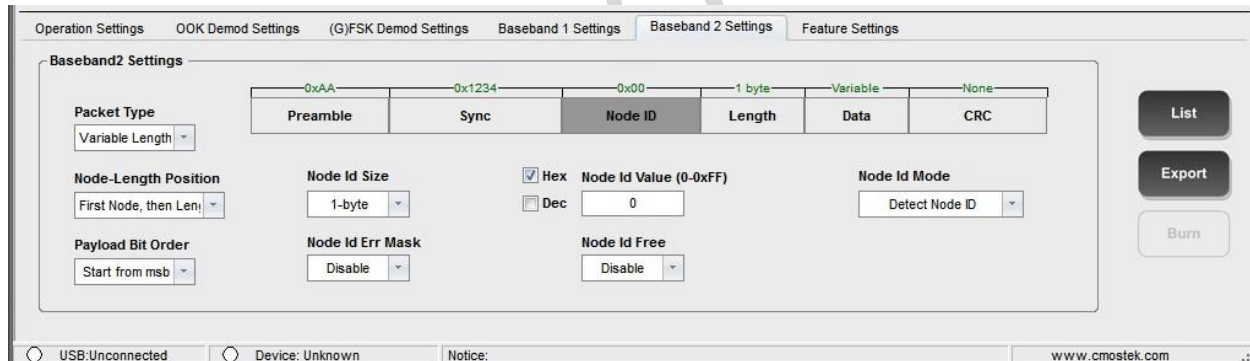 Operation Settings OOK Demod Settings (G)FSK Demod Settings Baseband 1 Settings Baseband 2 Settings Feature Settings
Baseband2 Settings
0xAA 0x1234 0x00 1 byte Variable None
Packet Type
Preamble Sync Node ID Length Data CRC
List
Variable Length
Node-Length Position
Node Id Size
Hex Node Id Value (0-0xFF)
Node Id Mode
Export
First Node, then Leng
1-byte
Dec
0
Detect Node ID
Payload Bit Order
Node Id Err Mask
Node Id Free
Burn
Start from msb
Disable
Disable
USB:Unconnected Device: Unknown Notice: www.cmostek.com